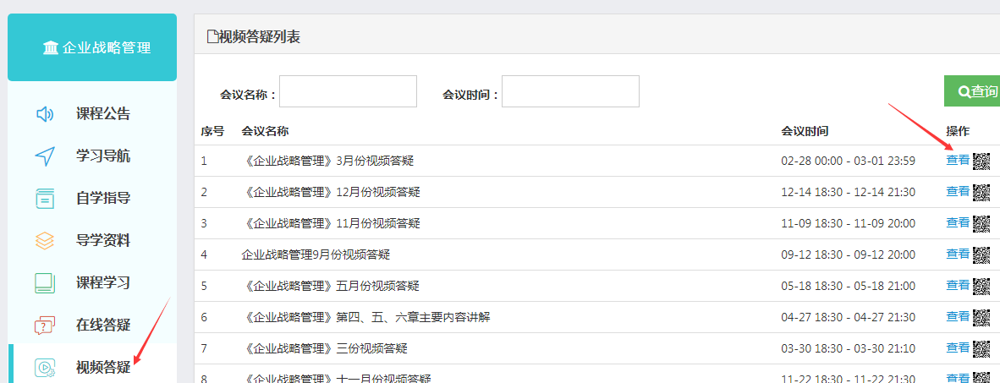 企业战略管理
课程公告
学习导航
自学指导
导学资料
课程学习
在线答疑
视频答疑
视频答疑列表
会议名称： 会议时间： 查询
序号 会议名称 会议时间 操作
1 《企业战略管理》3月份视频答疑 02-28 00:00 - 03-01 23:59 查看
2 《企业战略管理》12月份视频答疑 12-14 18:30 - 12-14 21:30 查看
3 《企业战略管理》11月份视频答疑 11-09 18:30 - 11-09 20:00 查看
4 企业战略管理9月份视频答疑 09-12 18:30 - 09-12 20:00 查看
5 《企业战略管理》五月份视频答疑 05-18 18:30 - 05-18 21:00 查看
6 《企业战略管理》第四、五、六章主要内容讲解 04-27 18:30 - 04-27 21:30 查看
7 《企业战略管理》三份视频答疑 03-30 18:30 - 03-30 21:10 查看
8 《企业战略管理》十一月份视频答疑 11-22 18:30 - 11-22 21:30 查看